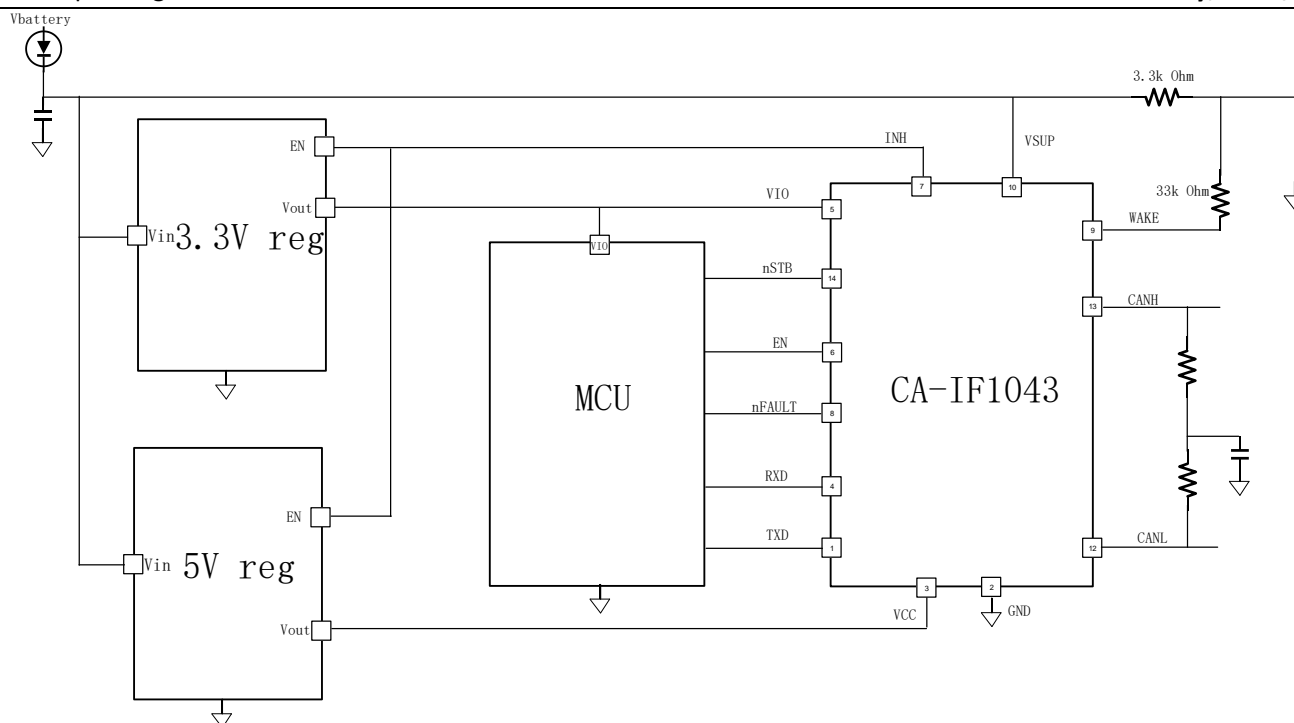 Vbattery
3.3k Ohm
EN
INH
VSUP
7
10
33k Ohm
Vout
VIO
5
WAKE
Vin
3.3V reg
VIO
9
nSTB
14
13
CANH
EN
6
MCU
CA-IF1043
nFAULT
8
RXD
4
EN
TXD
1
12
CANL
Vin
5V reg
3
2
VCC
GND
Vout